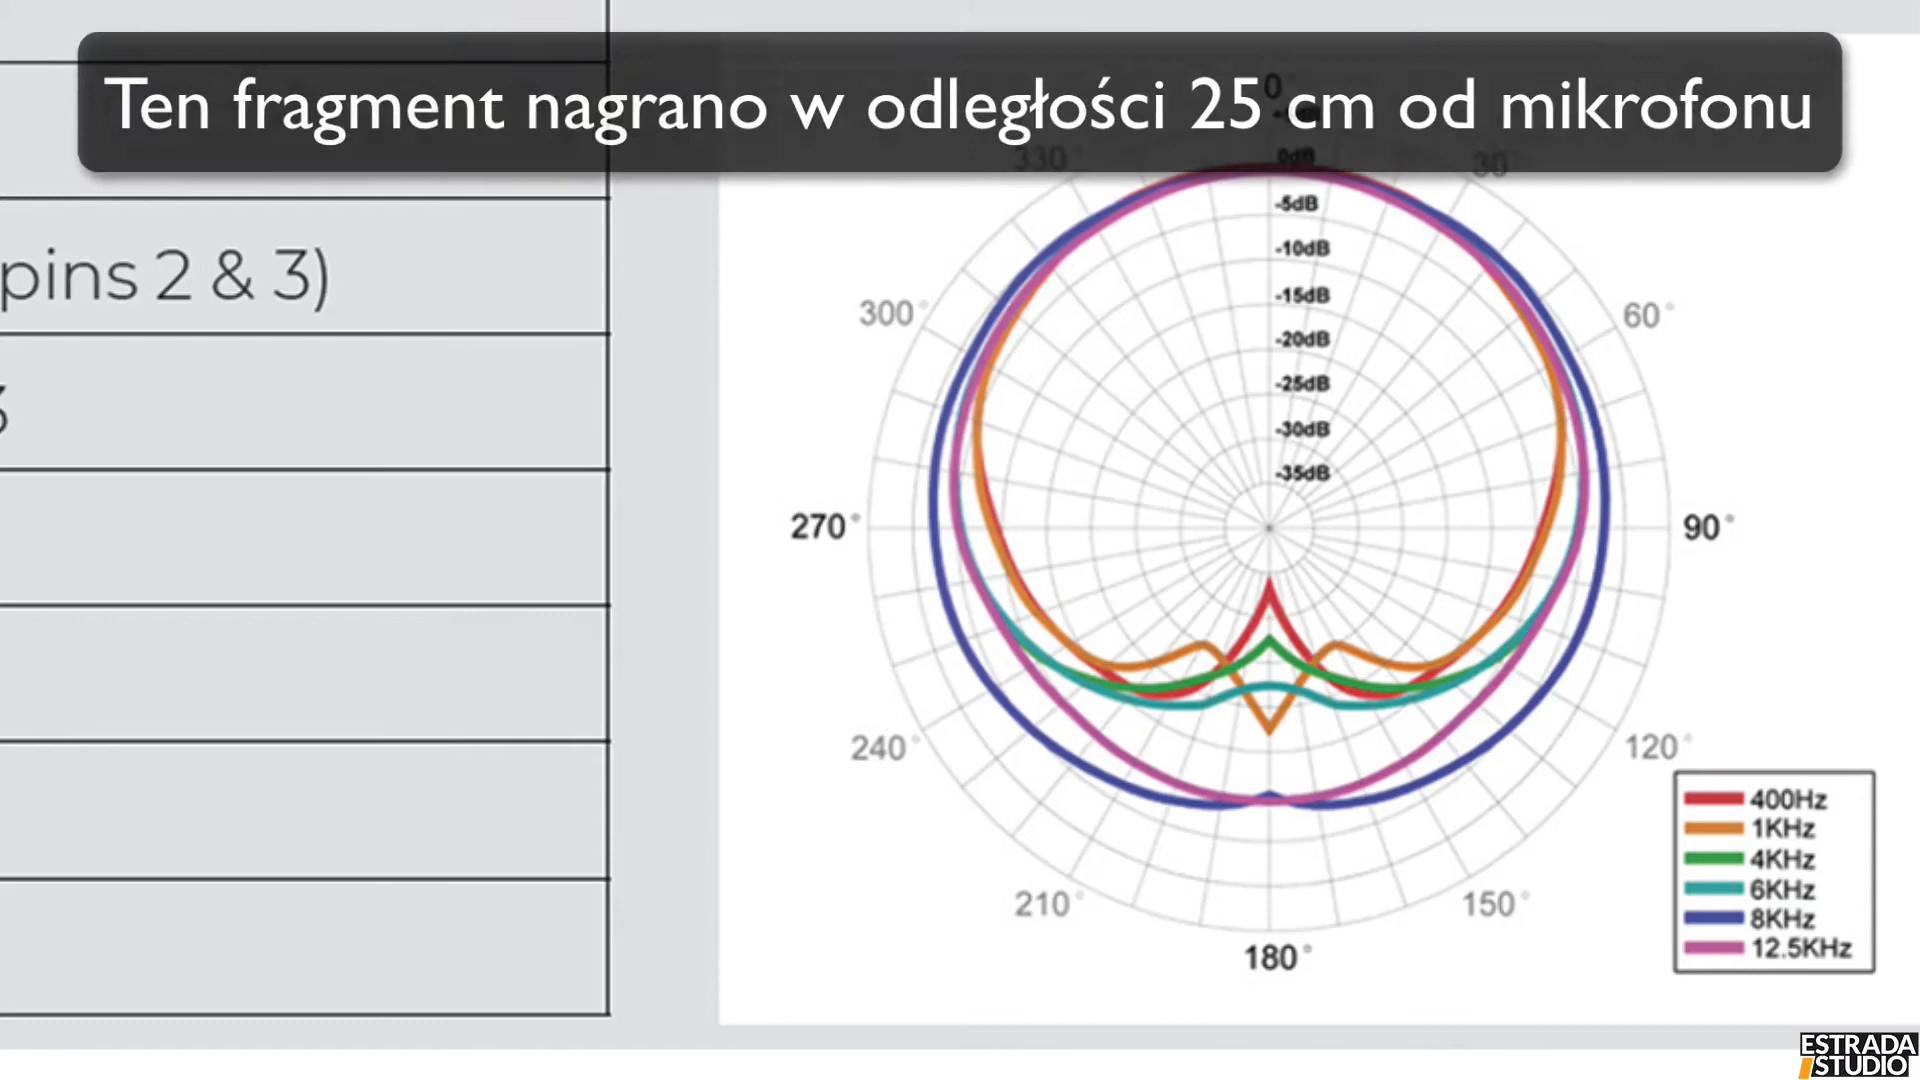 Ten fragment nagrano w odległości 25 cm od mikrofonu
pins 2 & 3)
3
0°
330°
0dB
30°
-5dB
-10dB
-15dB
-20dB
-25dB
-30dB
-35dB
300°
60°
270°
90°
240°
120°
210°
150°
180°
400Hz
1KHz
4KHz
6KHz
8KHz
12.5KHz
ESTRADA
/STUDIO